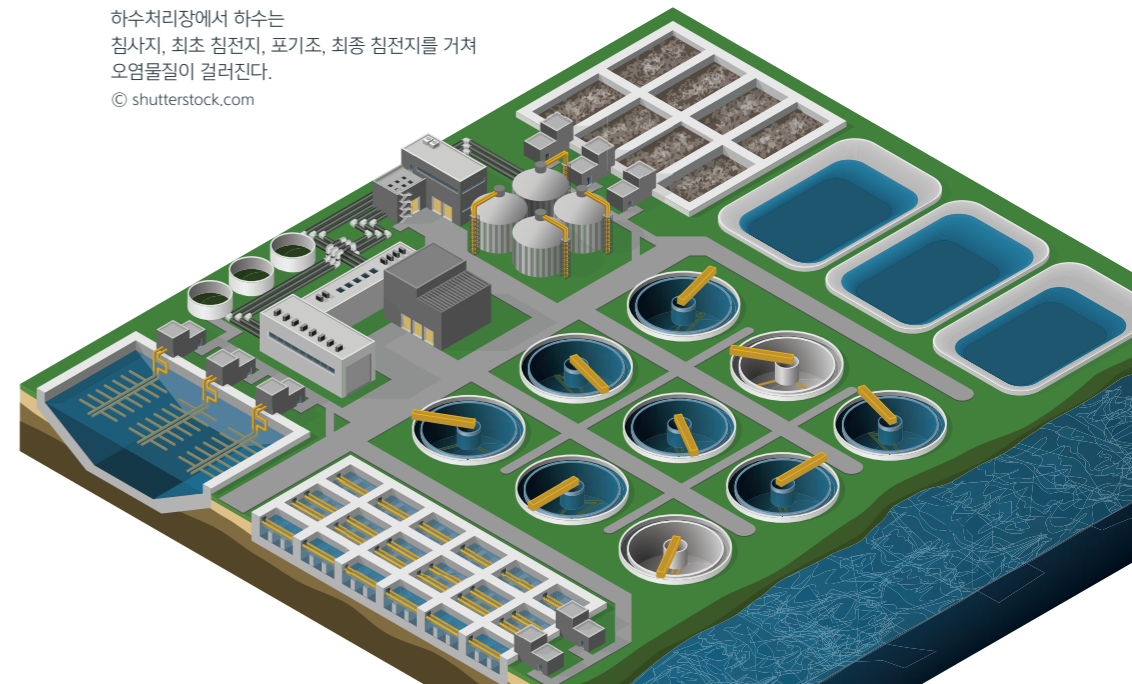 하수처리장에서 하수는
침사지, 최초 침전지, 포기조, 최종 침전지를 거쳐
오염물질이 걸러진다.
© shutterstock.com